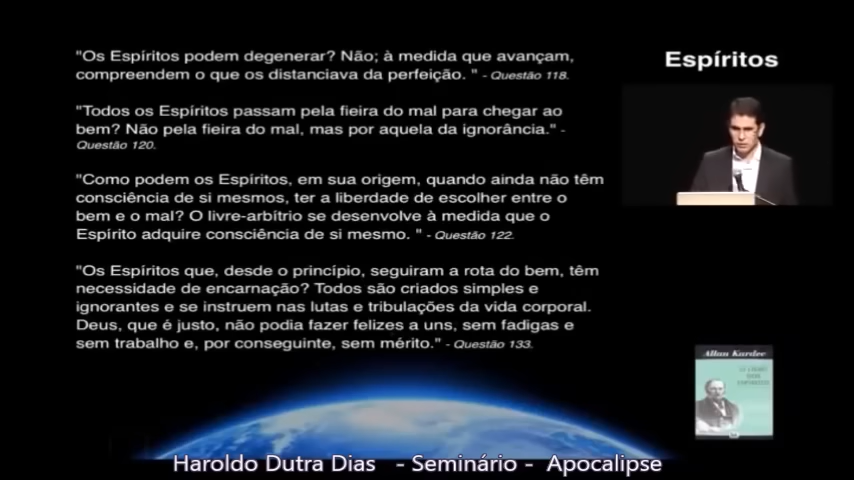 "Os Espíritos podem degenerar? Não; à medida que avançam,
compreendem o que os distanciava da perfeição. " - Questão 118.
"Todos os Espíritos passam pela fieira do mal para chegar ao
bem? Não pela fieira do mal, mas por aquela da ignorância." -
Questão 120.
"Como podem os Espíritos, em sua origem, quando ainda não têm
consciência de si mesmos, ter a liberdade de escolher entre o
bem e o mal? O livre-arbítrio se desenvolve à medida que o
Espírito adquire consciência de si mesmo. " - Questão 122.
"Os Espíritos que, desde o princípio, seguiram a rota do bem, têm
necessidade de encarnação? Todos são criados simples e
ignorantes e se instruem nas lutas e tribulações da vida corporal.
Deus, que é justo, não podia fazer felizes a uns, sem fadigas e
sem trabalho e, por conseguinte, sem mérito." - Questão 133.
Espíritos
Allan Kardec
O LIVRO
DOS
ESPÍRITOS
Haroldo Dutra Dias - Seminário - Apocalipse